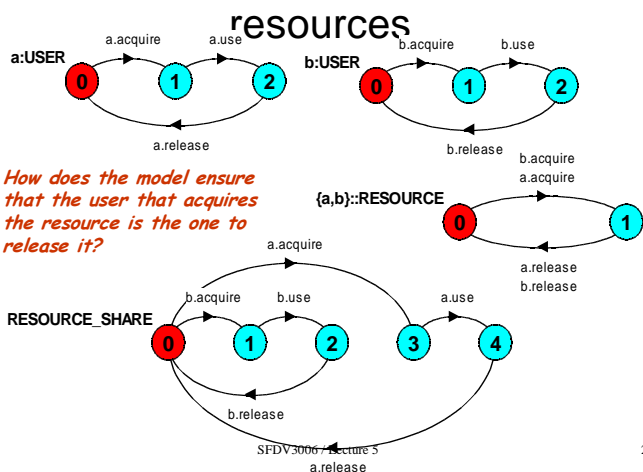 resources
a:USER
a.acquire
a.use
0
1
2
a.release
b:USER
b.acquire
b.use
0
1
2
b.release
How does the model ensure
that the user that acquires
the resource is the one to
release it?
b.acquire
a.acquire
{a,b}::RESOURCE
0
1
a.release
b.release
RESOURCE_SHARE
a.acquire
b.acquire
b.use
a.use
0
1
2
3
4
b.release
SFDV3006 / Lecture 5
a.release